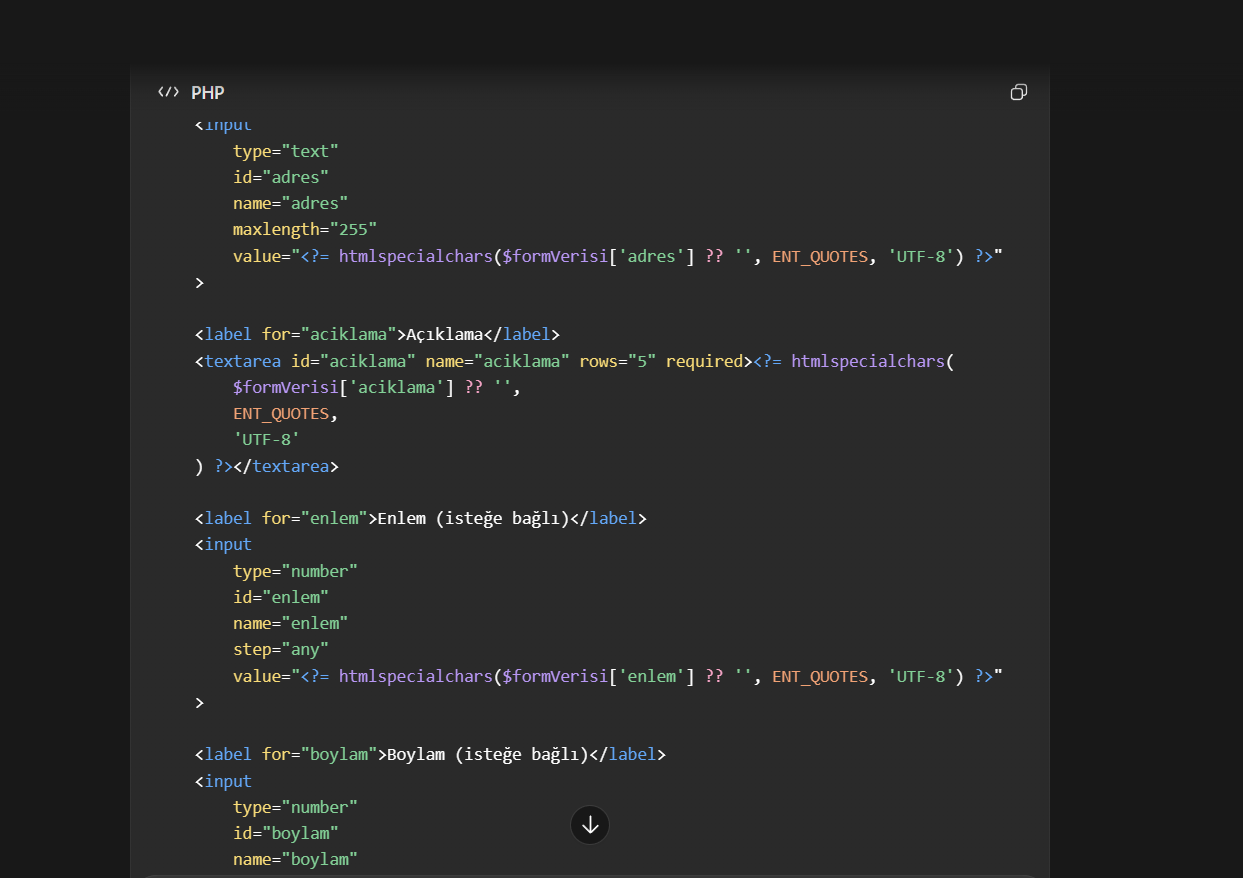 </> PHP
<input
type="text"
id="adres"
name="adres"
maxlength="255"
value="<?= htmlspecialchars($formVerisi['adres'] ?? '', ENT_QUOTES, 'UTF-8') ?>"
>
<label for="aciklama">Açıklama</label>
<textarea id="aciklama" name="aciklama" rows="5" required><?= htmlspecialchars(
$formVerisi['aciklama'] ?? '',
ENT_QUOTES,
'UTF-8'
) ?></textarea>
<label for="enlem">Enlem (isteğe bağlı)</label>
<input
type="number"
id="enlem"
name="enlem"
step="any"
value="<?= htmlspecialchars($formVerisi['enlem'] ?? '', ENT_QUOTES, 'UTF-8') ?>"
>
<label for="boylam">Boylam (isteğe bağlı)</label>
<input
type="number"
id="boylam"
name="boylam"